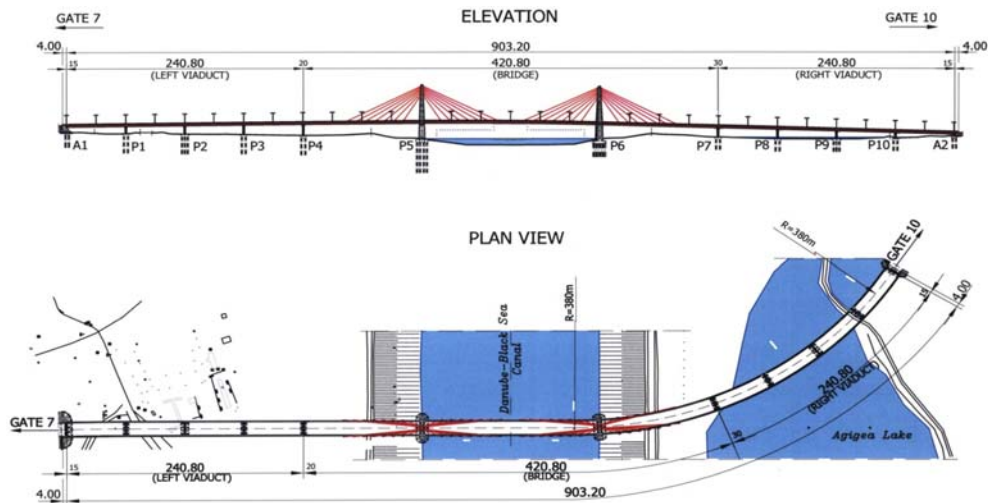 ELEVATION
GATE 7
GATE 10
4.00
903.20
4.00
15
240.80
20
420.80
30
240.80
15
(LEFT VIADUCT)
(BRIDGE)
(RIGHT VIADUCT)
A1
P1
P2
P3
P4
P5
P6
P7
P8
P9
P10
A2
PLAN VIEW
R=380m
GATE 10
R=380m
Danube-Black Sea
Canal
15
4.00
240.80
(RIGHT VIADUCT)
30
Agigea Lake
GATE 7
15
240.80
20
420.80
(LEFT VIADUCT)
(BRIDGE)
4.00
903.20